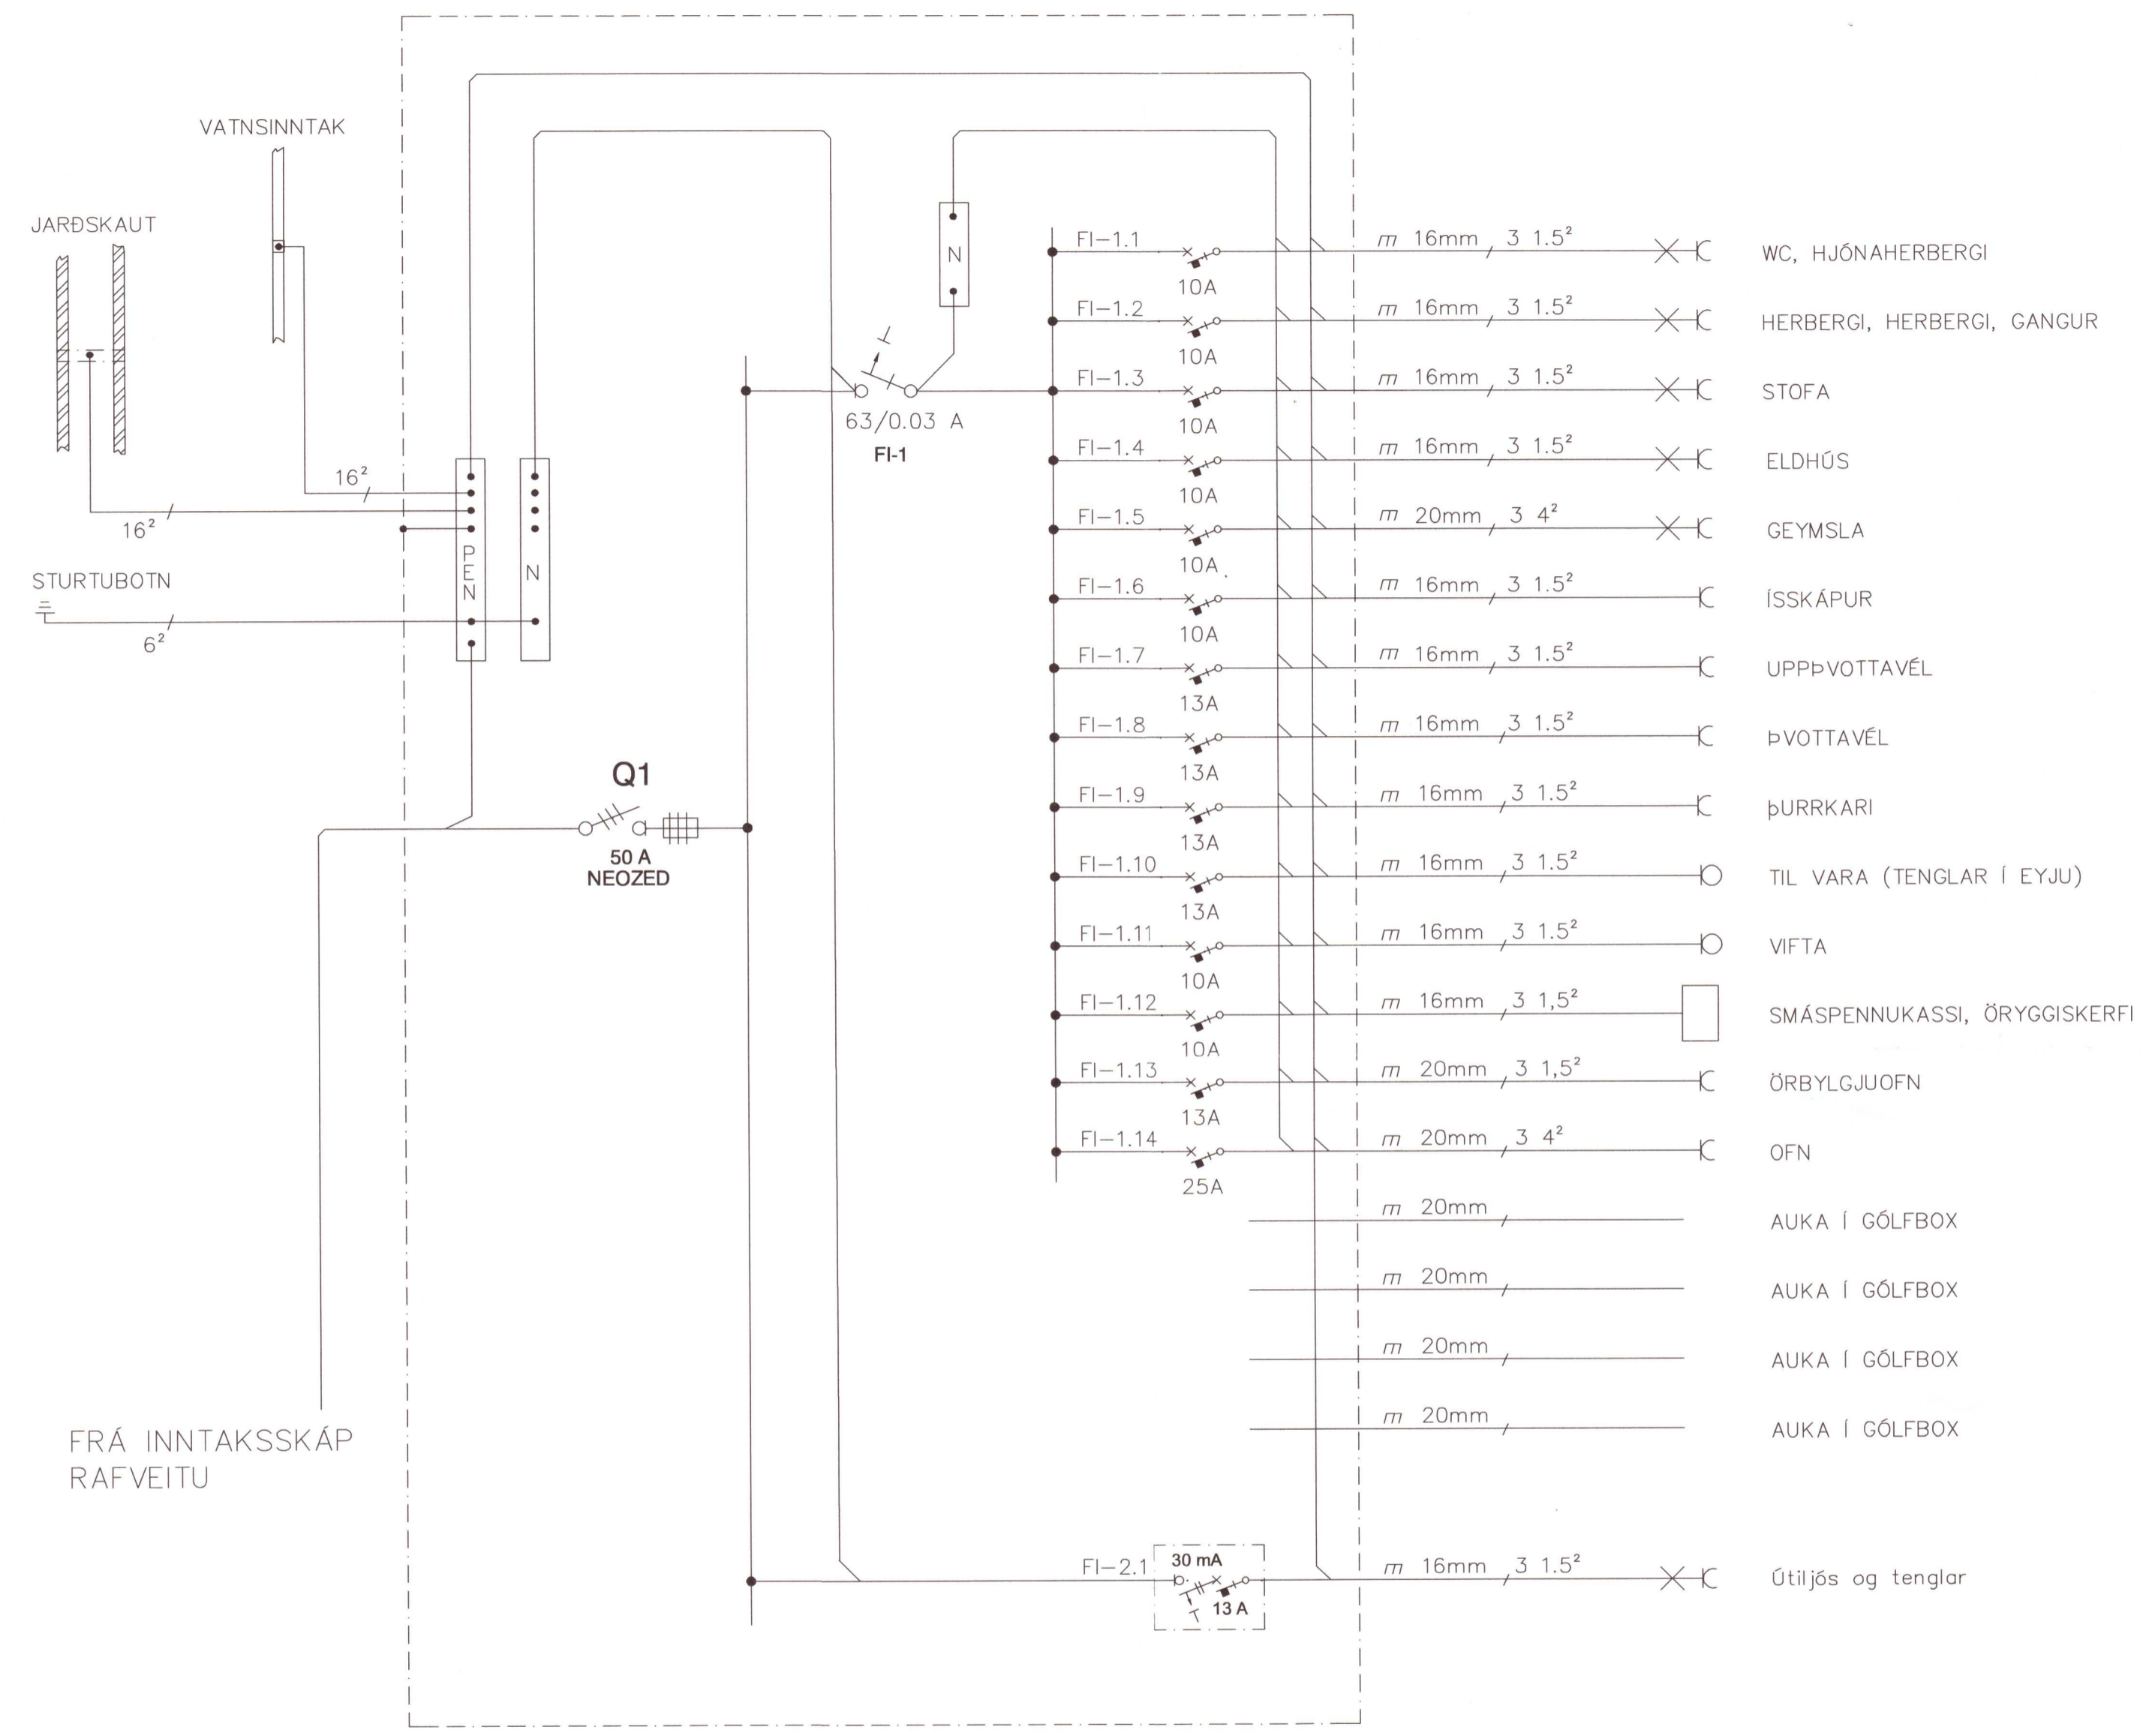 VATNSINNTAK
JARÐSKAUT
16²
16²
STURTUBOTN
6²
PEN
N
N
63/0.03 A
FI-1
Q1
50 A
NEOZED
FRÁ INNTAKSSKÁP
RAFVEITU
FI-1.1 10A m 16mm 3 1.5² WC, HJÓNAHERBERGI
FI-1.2 10A m 16mm 3 1.5² HERBERGI, HERBERGI, GANGUR
FI-1.3 10A m 16mm 3 1.5² STOFA
FI-1.4 10A m 16mm 3 1.5² ELDHÚS
FI-1.5 10A m 20mm 3 4² GEYMSLA
FI-1.6 10A m 16mm 3 1.5² ÍSSKÁPUR
FI-1.7 13A m 16mm 3 1.5² UPPÞVOTTAVÉL
FI-1.8 13A m 16mm 3 1.5² ÞVOTTAVÉL
FI-1.9 13A m 16mm 3 1.5² þURRKARI
FI-1.10 13A m 16mm 3 1.5² TIL VARA (TENGLAR Í EYJU)
FI-1.11 10A m 16mm 3 1.5² VIFTA
FI-1.12 10A m 16mm 3 1,5² SMÁSPENNUKASSI, ÖRYGGISKERFI
FI-1.13 13A m 20mm 3 1,5² ÖRBYLGJUOFN
FI-1.14 25A m 20mm 3 4² OFN
m 20mm AUKA Í GÓLFBOX
m 20mm AUKA Í GÓLFBOX
m 20mm AUKA Í GÓLFBOX
m 20mm AUKA Í GÓLFBOX
FI-2.1 30 mA 13 A m 16mm 3 1.5² Útiljós og tenglar